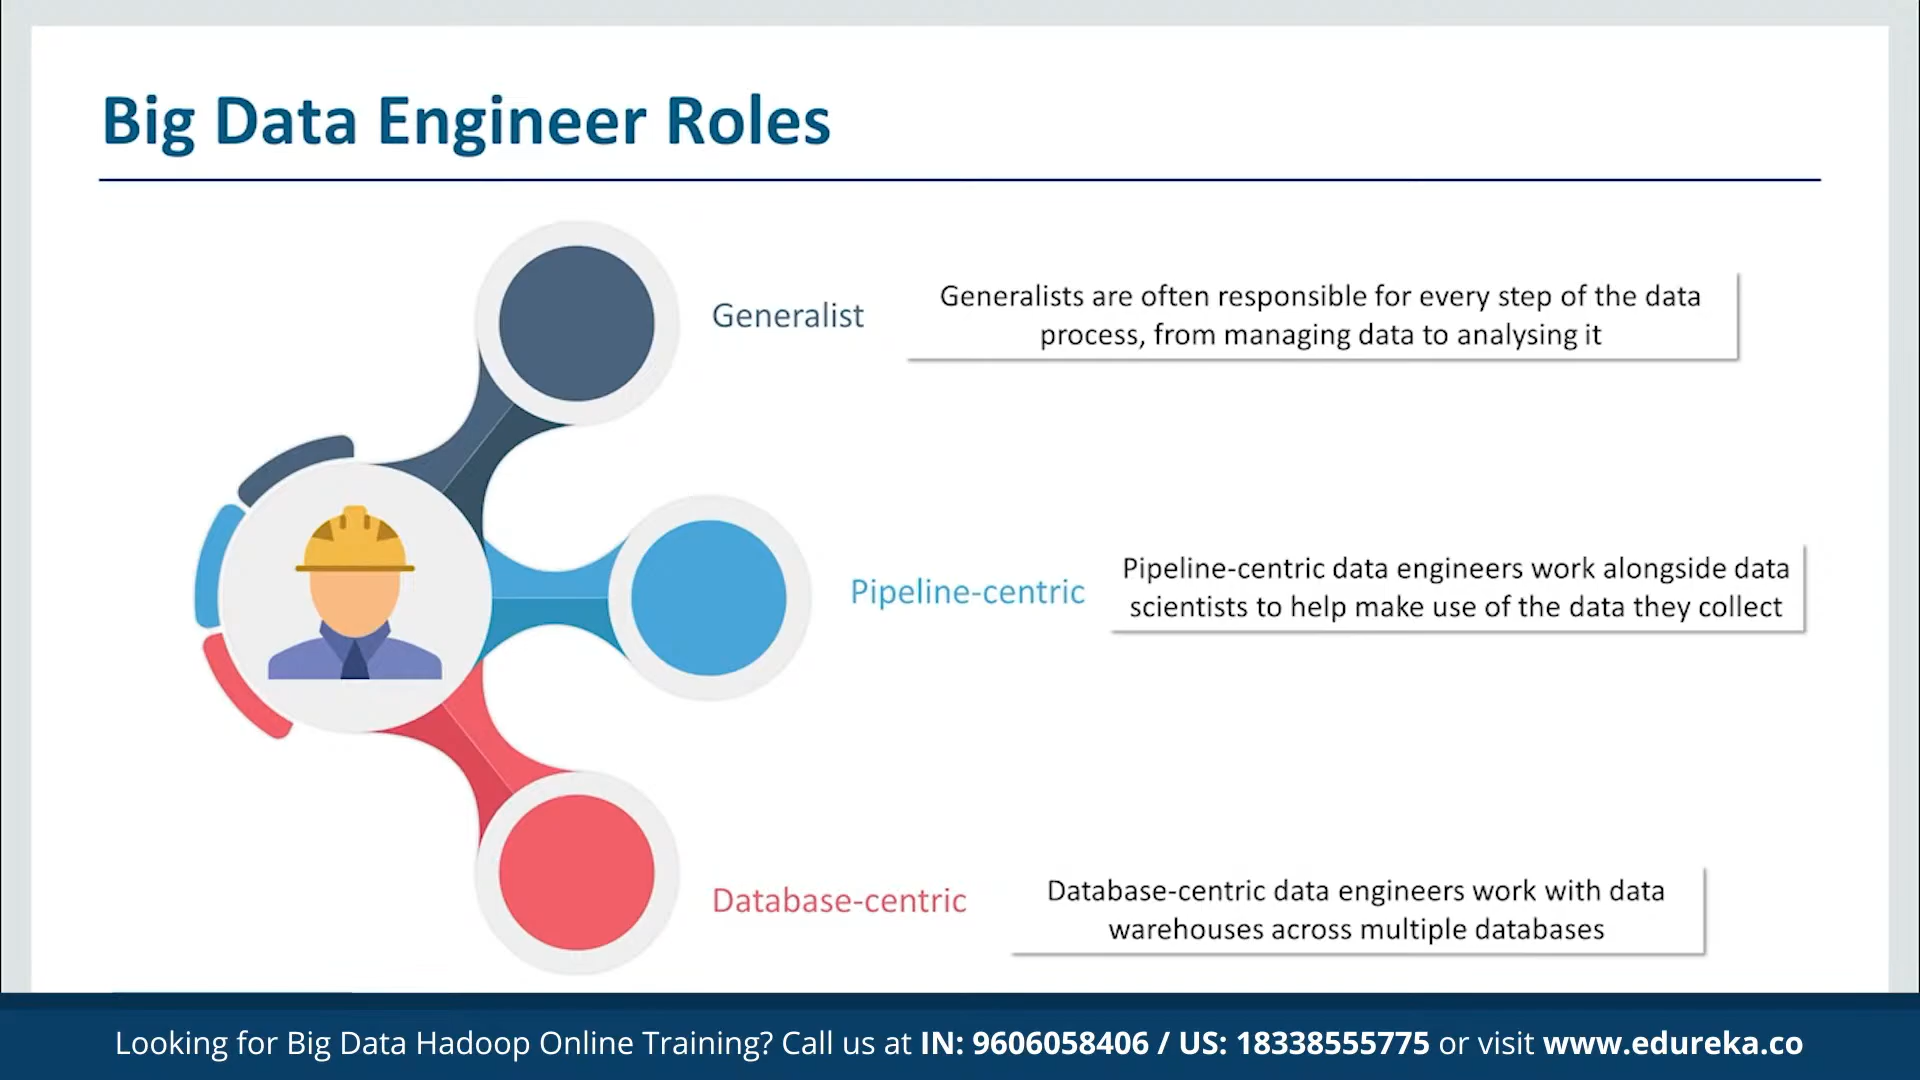 Big Data Engineer Roles
Generalist
Generalists are often responsible for every step of the data
process, from managing data to analysing it
Pipeline-centric
Pipeline-centric data engineers work alongside data
scientists to help make use of the data they collect
Database-centric
Database-centric data engineers work with data
warehouses across multiple databases
Looking for Big Data Hadoop Online Training? Call us at IN: 9606058406 / US: 18338555775 or visit www.edureka.co